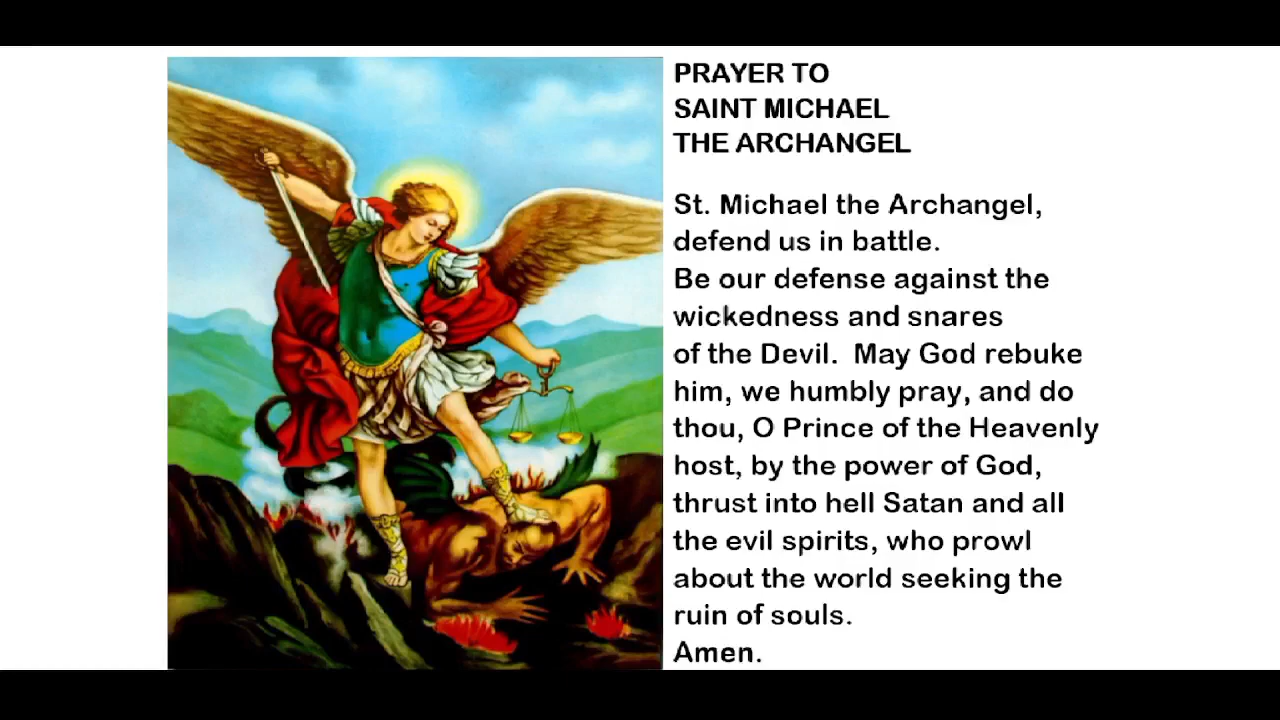 PRAYER TO
SAINT MICHAEL
THE ARCHANGEL
St. Michael the Archangel,
defend us in battle.
Be our defense against the
wickedness and snares
of the Devil.  May God rebuke
him, we humbly pray, and do
thou, O Prince of the Heavenly
host, by the power of God,
thrust into hell Satan and all
the evil spirits, who prowl
about the world seeking the
ruin of souls.
Amen.